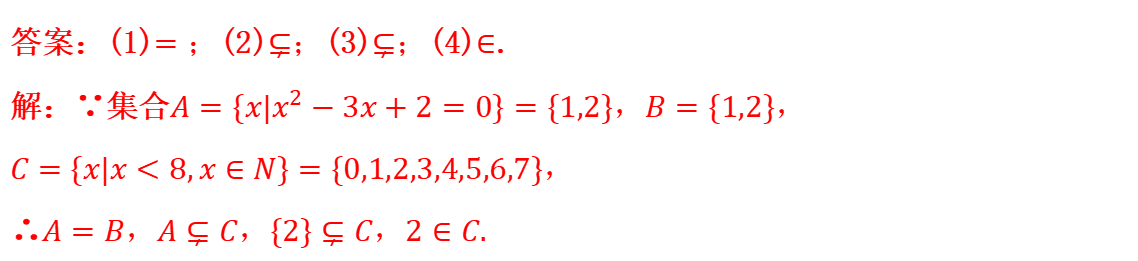 答案：(1)= ；(2)⊊；(3)⊊；(4)∈.
解：∵集合A = {x|x² − 3x + 2 = 0} = {1,2}，B = {1,2}，
C = {x|x < 8, x ∈ N} = {0,1,2,3,4,5,6,7}，
∴A = B，A ⊊ C，{2} ⊊ C，2 ∈ C.